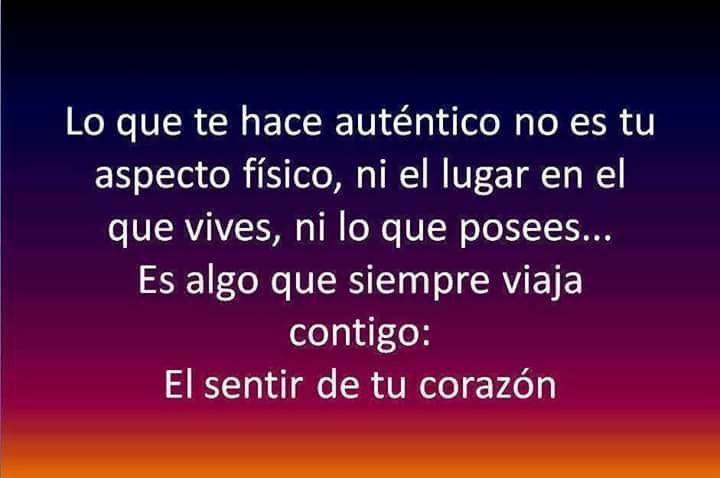 Lo que te hace auténtico no es tu
aspecto físico, ni el lugar en el
que vives, ni lo que posees...
Es algo que siempre viaja
contigo:
El sentir de tu corazón